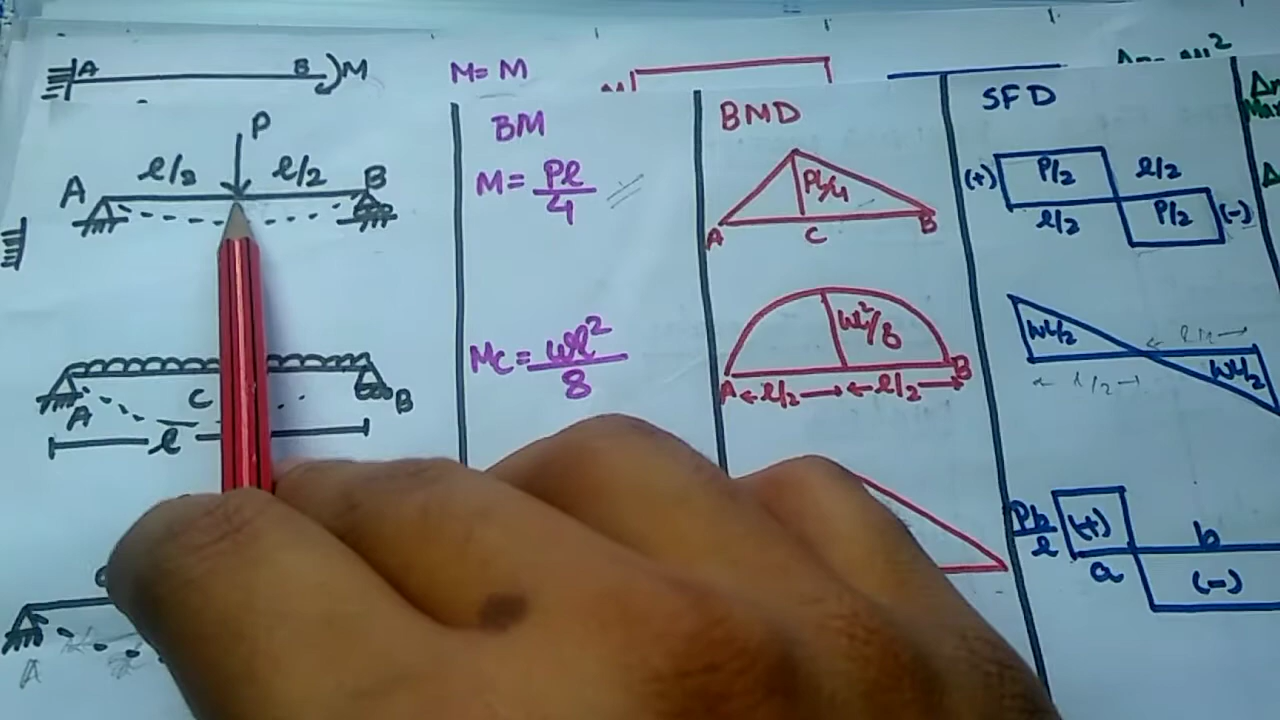 A B M M = M
BM BMD SFD
P
l/2 l/2
A B
M = Pl/4
Pl/4
A C B
(+) P/2 l/2
l/2 P/2 (-)
C
A B
l
Mc = wl²/8
wl²/8
A l/2 l/2 B
wl/2
l/2 wl/2
Pb/l (+) b
a (-)
A